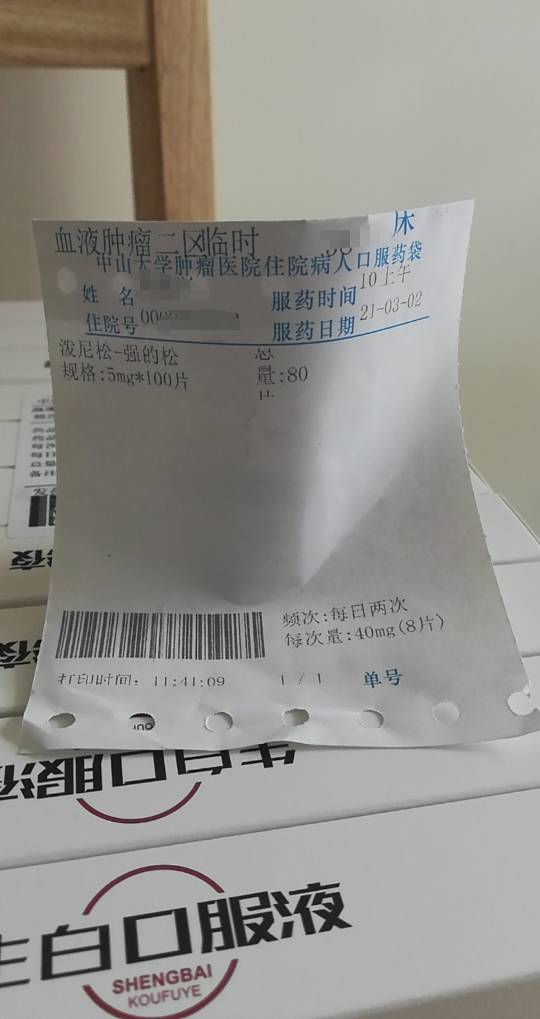 血液肿瘤二区临时
床
中山大学肿瘤医院住院病人口服药袋
姓 名
服药时间 10上午
住院号 00
服药日期 21-03-02
泼尼松-强的松
总
规格:5mg*100片
量:80
片
频次:每日两次
每次量:40mg(8片)
打印时间: 11:41:09
1 / 1
单号
生白口服液
生白口服液
SHENGBAI
KOUFUYE